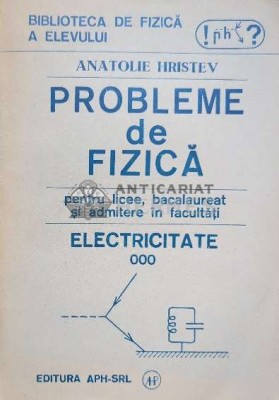 BIBLIOTECA DE FIZICĂ
A ELEVULUI
ANATOLIE HRISTEV
PROBLEME
de
FIZICĂ
ANTICARIAT
pentru licee, bacalaureat
și admitere în facultăți
ELECTRICITATE
000
EDITURA APH-SRL